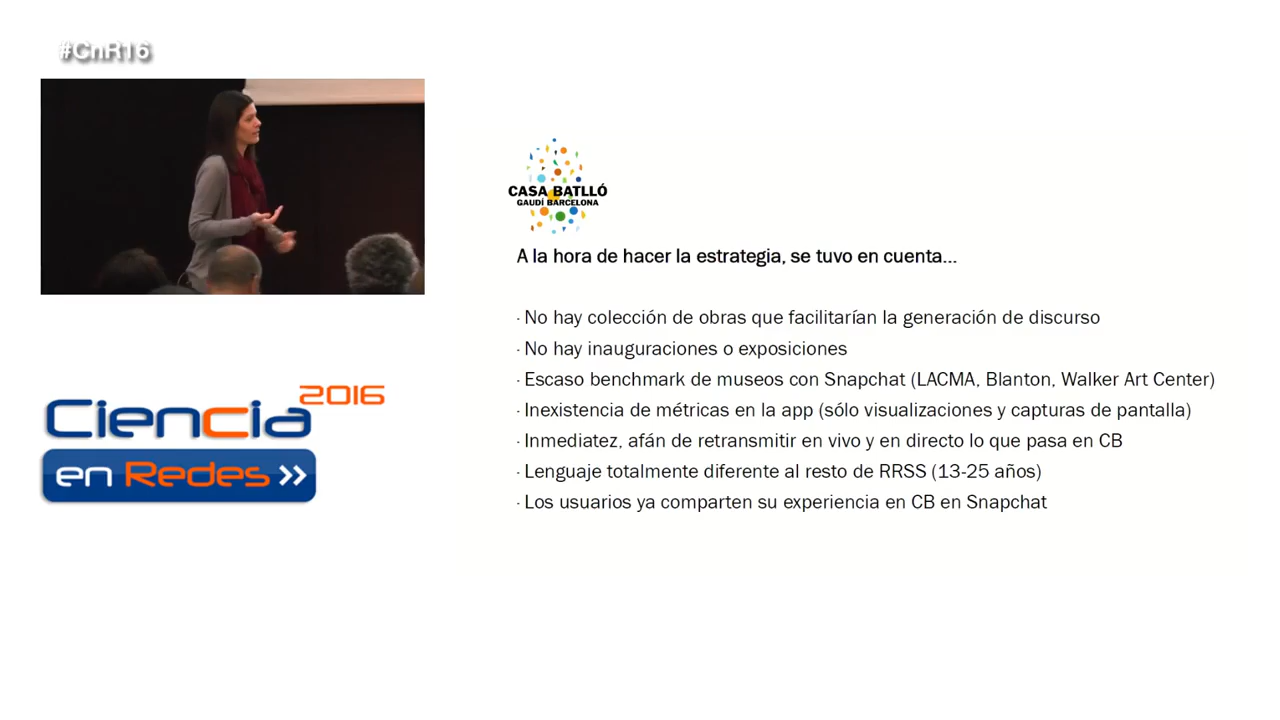 #CnR16
CASA BATLLÓ
GAUDÍ BARCELONA
A la hora de hacer la estrategia, se tuvo en cuenta...
· No hay colección de obras que facilitarían la generación de discurso
· No hay inauguraciones o exposiciones
· Escaso benchmark de museos con Snapchat (LACMA, Blanton, Walker Art Center)
· Inexistencia de métricas en la app (sólo visualizaciones y capturas de pantalla)
· Inmediatez, afán de retransmitir en vivo y en directo lo que pasa en CB
· Lenguaje totalmente diferente al resto de RRSS (13-25 años)
· Los usuarios ya comparten su experiencia en CB en Snapchat
2016
Ciencia
en Redes »